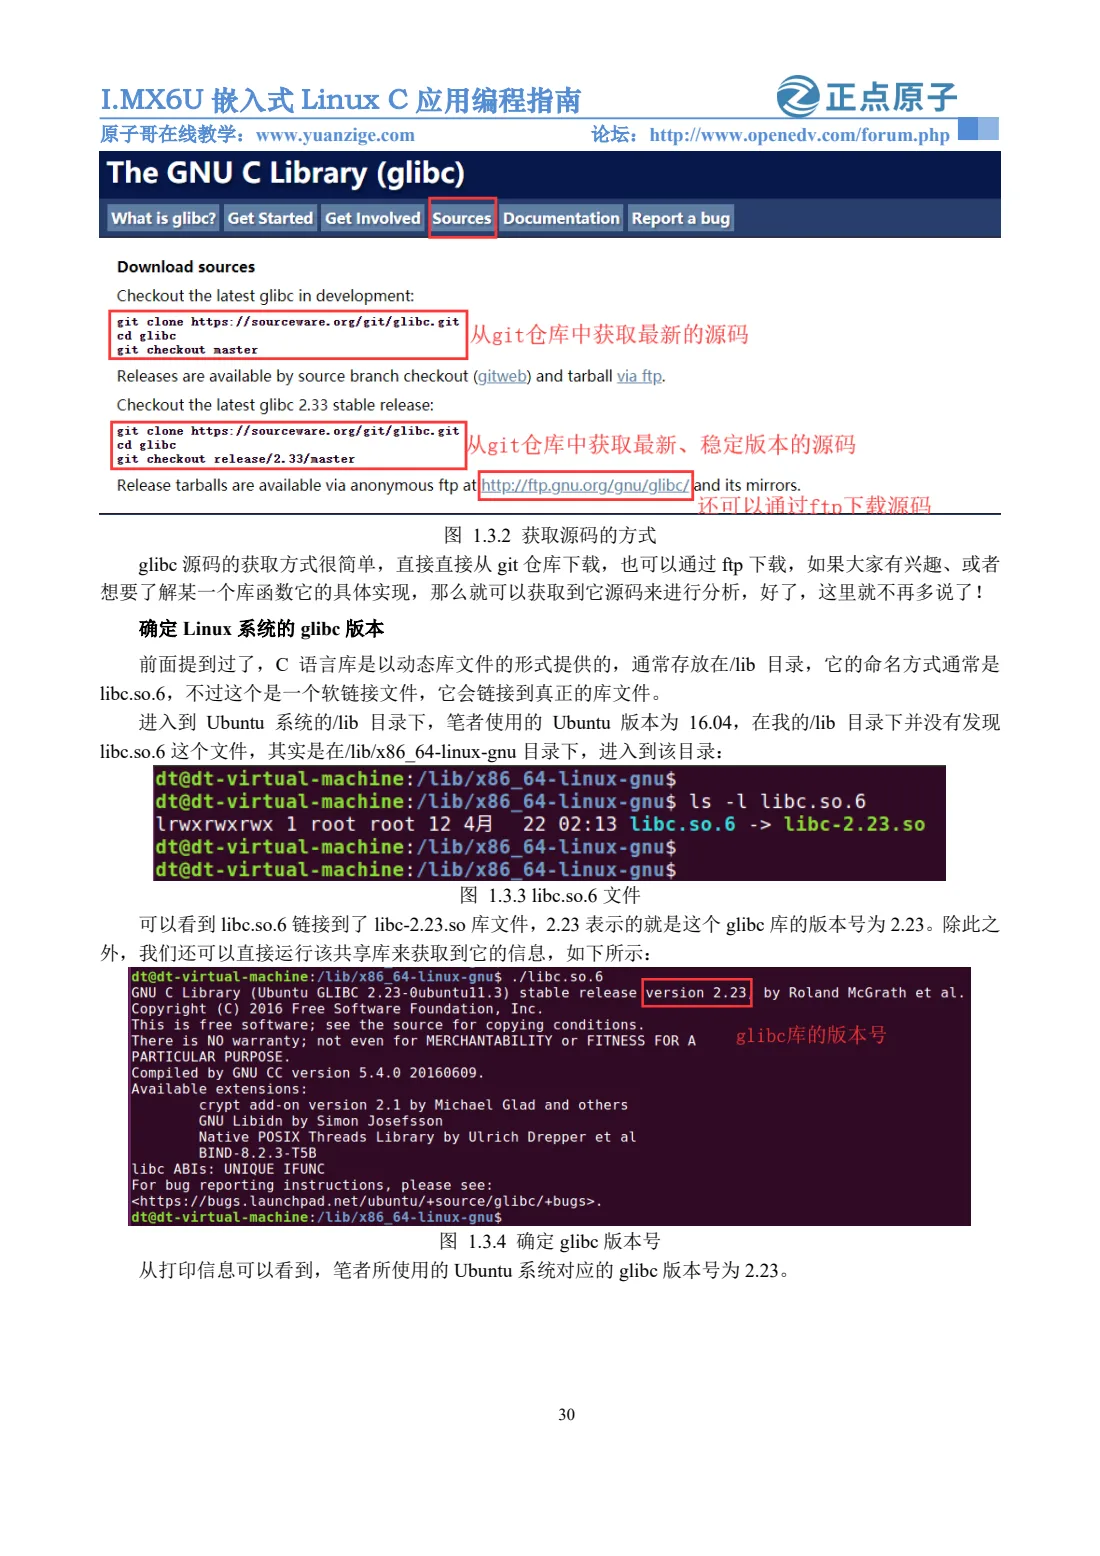 I.MX6U 嵌入式 Linux C 应用编程指南
正点原子
原子哥在线教学：www.yuanzige.com 论坛：http://www.openedv.com/forum.php
The GNU C Library (glibc)
What is glibc? Get Started Get Involved Sources Documentation Report a bug
Download sources
Checkout the latest glibc in development:
git clone https://sourceware.org/git/glibc.git
cd glibc
git checkout master
从git仓库中获取最新的源码
Releases are available by source branch checkout (gitweb) and tarball via ftp.
Checkout the latest glibc 2.33 stable release:
git clone https://sourceware.org/git/glibc.git
cd glibc
git checkout release/2.33/master
从git仓库中获取最新、稳定版本的源码
Release tarballs are available via anonymous ftp at http://ftp.gnu.org/gnu/glibc/ and its mirrors.
还可以通过ftp下载源码
图 1.3.2 获取源码的方式
glibc 源码的获取方式很简单，直接直接从 git 仓库下载，也可以通过 ftp 下载，如果大家有兴趣、或者
想要了解某一个库函数它的具体实现，那么就可以获取到它源码来进行分析，好了，这里就不再多说了！
确定 Linux 系统的 glibc 版本
前面提到过了，C 语言库是以动态库文件的形式提供的，通常存放在/lib 目录，它的命名方式通常是
libc.so.6，不过这个是一个软链接文件，它会链接到真正的库文件。
进入到 Ubuntu 系统的/lib 目录下，笔者使用的 Ubuntu 版本为 16.04，在我的/lib 目录下并没有发现
libc.so.6 这个文件，其实是在/lib/x86_64-linux-gnu 目录下，进入到该目录：
dt@dt-virtual-machine:/lib/x86_64-linux-gnu$
dt@dt-virtual-machine:/lib/x86_64-linux-gnu$ ls -l libc.so.6
lrwxrwxrwx 1 root root 12 4月 22 02:13 libc.so.6 -> libc-2.23.so
dt@dt-virtual-machine:/lib/x86_64-linux-gnu$
dt@dt-virtual-machine:/lib/x86_64-linux-gnu$
图 1.3.3 libc.so.6 文件
可以看到 libc.so.6 链接到了 libc-2.23.so 库文件，2.23 表示的就是这个 glibc 库的版本号为 2.23。除此之
外，我们还可以直接运行该共享库来获取到它的信息，如下所示：
dt@dt-virtual-machine:/lib/x86_64-linux-gnu$ ./libc.so.6
GNU C Library (Ubuntu GLIBC 2.23-0ubuntu11.3) stable release version 2.23, by Roland McGrath et al.
Copyright (C) 2016 Free Software Foundation, Inc.
This is free software; see the source for copying conditions.
There is NO warranty; not even for MERCHANTABILITY or FITNESS FOR A
PARTICULAR PURPOSE.
glibc库的版本号
Compiled by GNU CC version 5.4.0 20160609.
Available extensions:
crypt add-on version 2.1 by Michael Glad and others
GNU Libidn by Simon Josefsson
Native POSIX Threads Library by Ulrich Drepper et al
BIND-8.2.3-T5B
libc ABIs: UNIQUE IFUNC
For bug reporting instructions, please see:
<https://bugs.launchpad.net/ubuntu/+source/glibc/+bugs>.
dt@dt-virtual-machine:/lib/x86_64-linux-gnu$
图 1.3.4 确定 glibc 版本号
从打印信息可以看到，笔者所使用的 Ubuntu 系统对应的 glibc 版本号为 2.23。
30